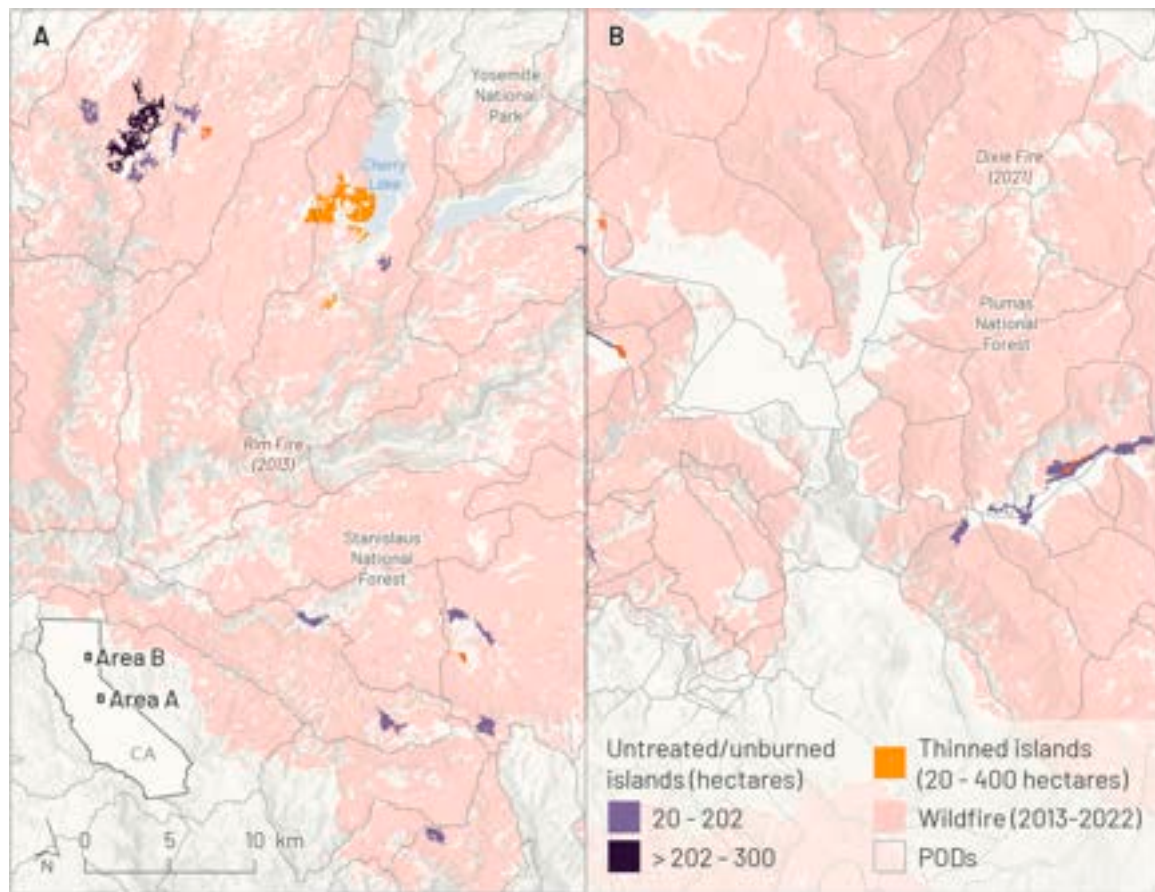 A
Yosemite
National
Park
Cherry
Lake
Rim Fire
(2013)
Stanislaus
National
Forest
Area B
Area A
CA
0 5 10 km
N
B
Dixie Fire
(2021)
Plumas
National
Forest
Untreated/unburned
islands (hectares)
20 - 202
> 202 - 300
Thinned islands
(20 - 400 hectares)
Wildfire (2013-2022)
PODs